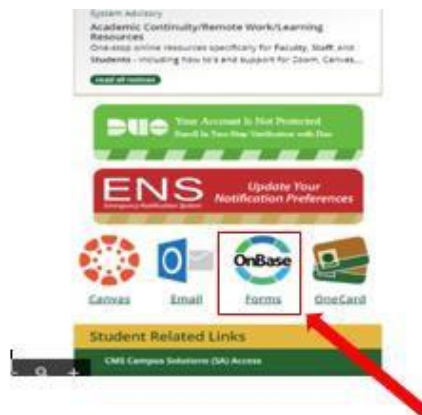 System Advisory
Academic Continuity/Remote Work/Learning
Resources
One-stop online resources specifically for Faculty, Staff, and
Students - including how to's and support for Zoom, Canvas...
read all notices
DUO Your Account Is Not Protected
Enroll In Two-Step Verification with Duo
ENS Update Your
Emergency Notification System Notification Preferences
OnBase
Canvas Email Forms OneCard
Student Related Links
CMS Campus Solutions (SA) Access